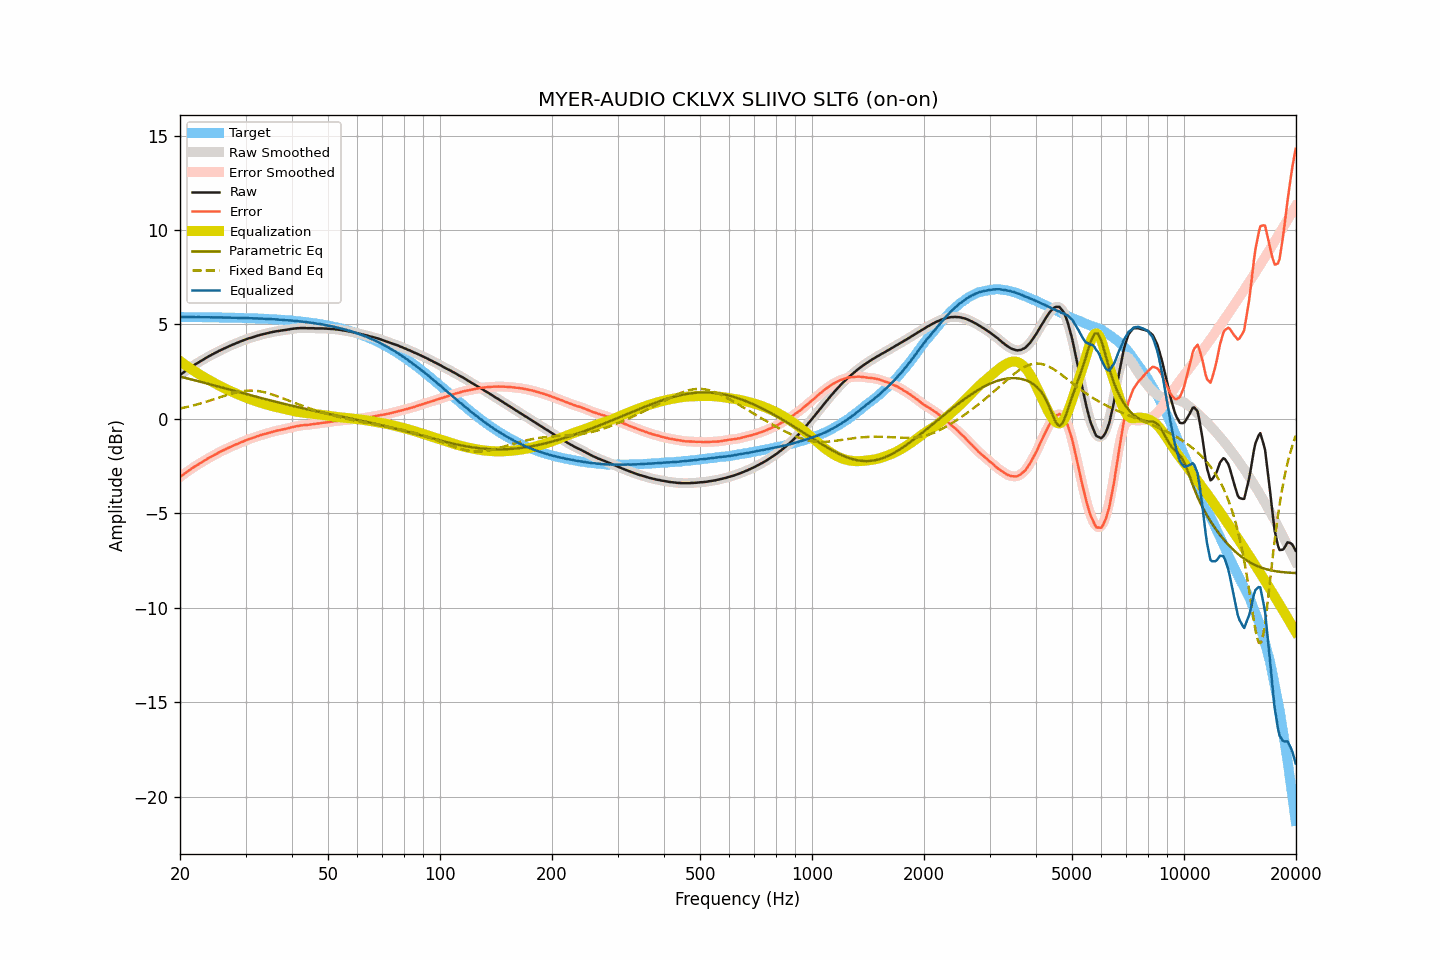 MYER-AUDIO CKLVX SLIIVO SLT6 (on-on)
Target
Raw Smoothed
Error Smoothed
Raw
Error
Equalization
Parametric Eq
Fixed Band Eq
Equalized
15
10
5
0
−5
−10
−15
−20
Amplitude (dBr)
20
50
100
200
500
1000
2000
5000
10000
20000
Frequency (Hz)